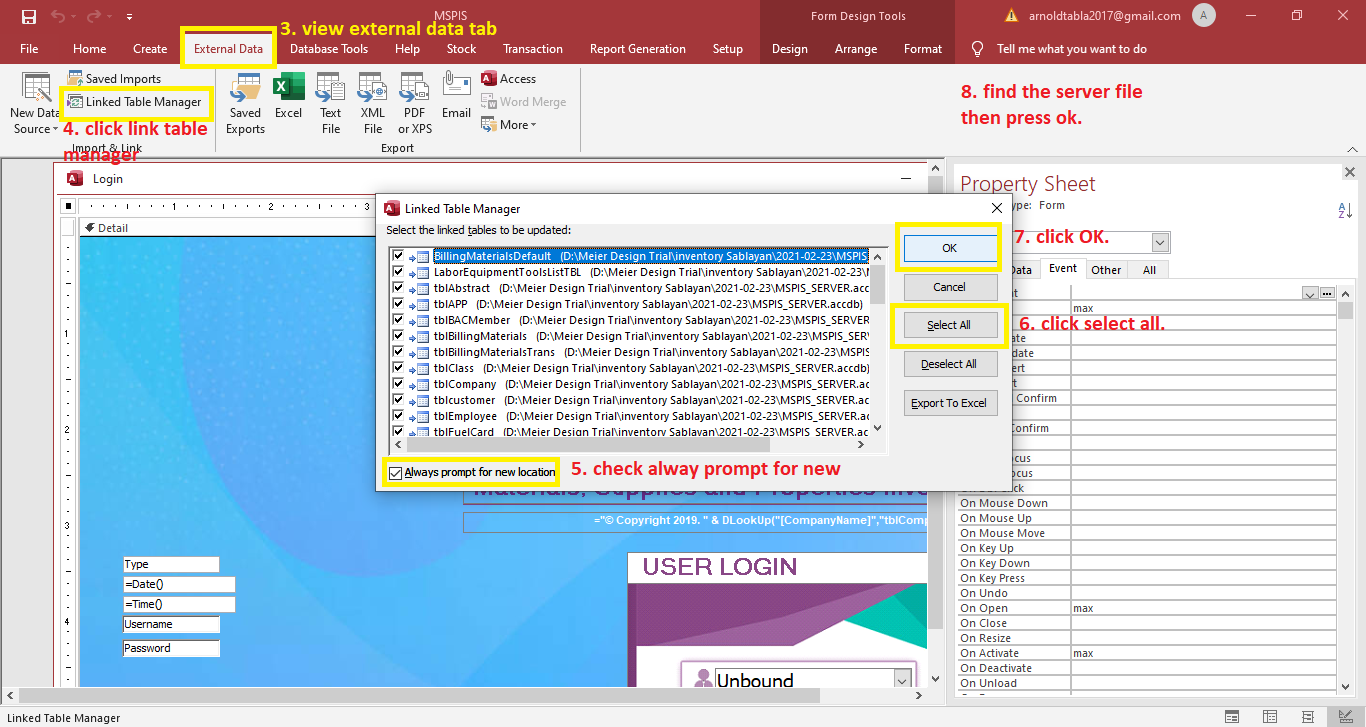 MSPIS
Form Design Tools
arnoldtabla2017@gmail.com
A
3. view external data tab
File Home Create External Data Database Tools Help Stock Transaction Report Generation Setup Design Arrange Format Tell me what you want to do
New Data
Source
Saved Imports
Linked Table Manager
4. click link table
manager
Import & Link
Saved
Exports
Excel
Text
File
XML
File
PDF
or XPS
Email
Access
Word Merge
More
Export
8. find the server file
then press ok.
Login
1 2 3
Detail
1
2
3
4
Linked Table Manager
Select the linked tables to be updated:
BillingMaterialsDefault (D:\Meier Design Trial\inventory Sablayan\2021-02-23\MSPIS_
LaborEquipmentToolsListTBL (D:\Meier Design Trial\inventory Sablayan\2021-02-23\
tblAbstract (D:\Meier Design Trial\inventory Sablayan\2021-02-23\MSPIS_SERVER.acc
tblAPP (D:\Meier Design Trial\inventory Sablayan\2021-02-23\MSPIS_SERVER.accdb)
tblBACMember (D:\Meier Design Trial\inventory Sablayan\2021-02-23\MSPIS_SERVER
tblBillingMaterials (D:\Meier Design Trial\inventory Sablayan\2021-02-23\MSPIS_SER
tblBillingMaterialsTrans (D:\Meier Design Trial\inventory Sablayan\2021-02-23\MSPIS
tblClass (D:\Meier Design Trial\inventory Sablayan\2021-02-23\MSPIS_SERVER.accdb)
tblCompany (D:\Meier Design Trial\inventory Sablayan\2021-02-23\MSPIS_SERVER.ac
tblcustomer (D:\Meier Design Trial\inventory Sablayan\2021-02-23\MSPIS_SERVER.ac
tblEmployee (D:\Meier Design Trial\inventory Sablayan\2021-02-23\MSPIS_SERVER.ac
tblFuelCard (D:\Meier Design Trial\inventory Sablayan\2021-02-23\MSPIS_SERVER.acc
OK
Cancel
Select All
Deselect All
Export To Excel
Always prompt for new location
5. check alway prompt for new
7. click OK.
6. click select all.
Materials, Supplies and Properties
="© Copyright 2019. " & DLookUp("[CompanyName]","tblComp
Type
=Date()
=Time()
Username
Password
USER LOGIN
Unbound
Property Sheet
ype: Form
Data Event Other All
max
Confirm
On Mouse Down
On Mouse Up
On Mouse Move
On Key Up
On Key Down
On Key Press
On Undo
On Open max
On Close
On Resize
On Activate max
On Deactivate
On Unload
Linked Table Manager